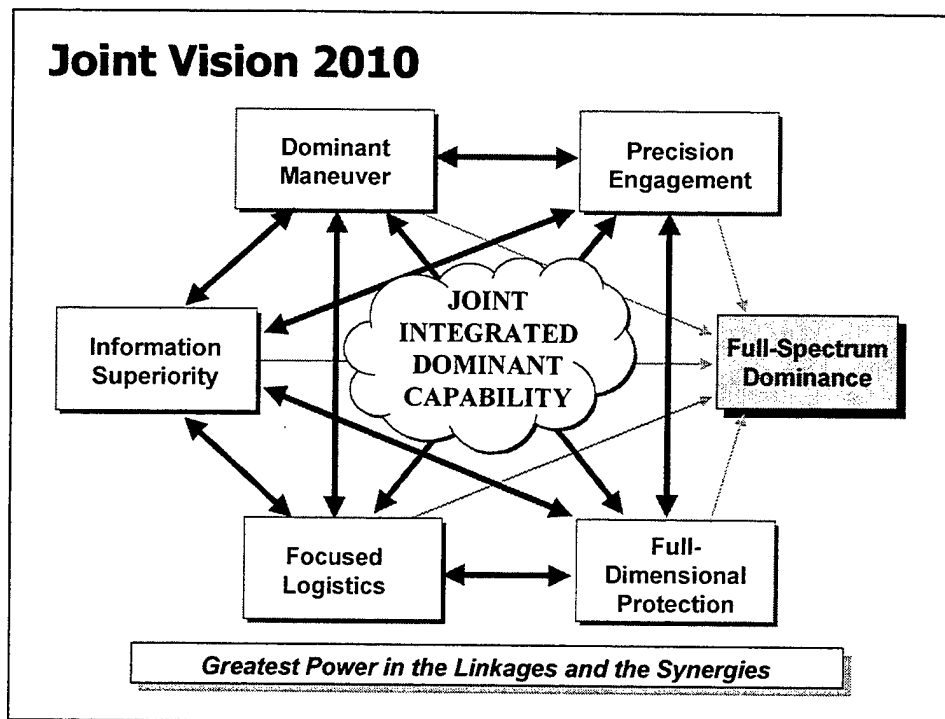 Joint Vision 2010
Dominant
Maneuver
Precision
Engagement
JOINT
INTEGRATED
DOMINANT
CAPABILITY
Information
Superiority
Full-Spectrum
Dominance
Focused
Logistics
Full-
Dimensional
Protection
Greatest Power in the Linkages and the Synergies